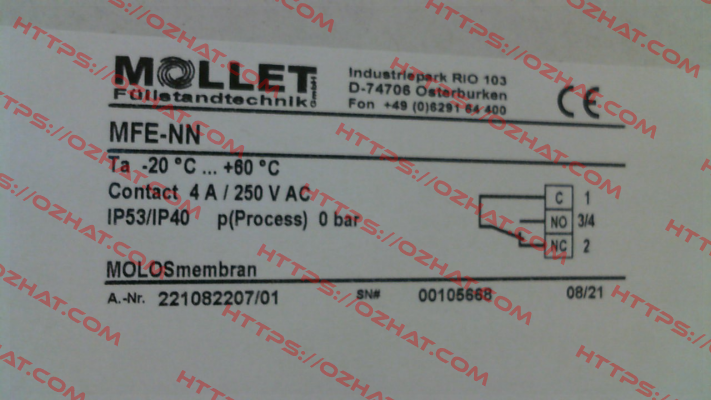 MOLLET
Füllstandtechnik GmbH
Industriepark RIO 103
D-74706 Osterburken
Fon +49 (0)6291 64 400
CE
MFE-NN
Ta -20 °C ... +60 °C
Contact 4 A / 250 V AC
IP53/IP40 p(Process) 0 bar
C 1
NO 3/4
NC 2
MOLOSmembran
A.-Nr. 221082207/01 SN# 00105668 08/21
HTTPS://OZHAT.COM